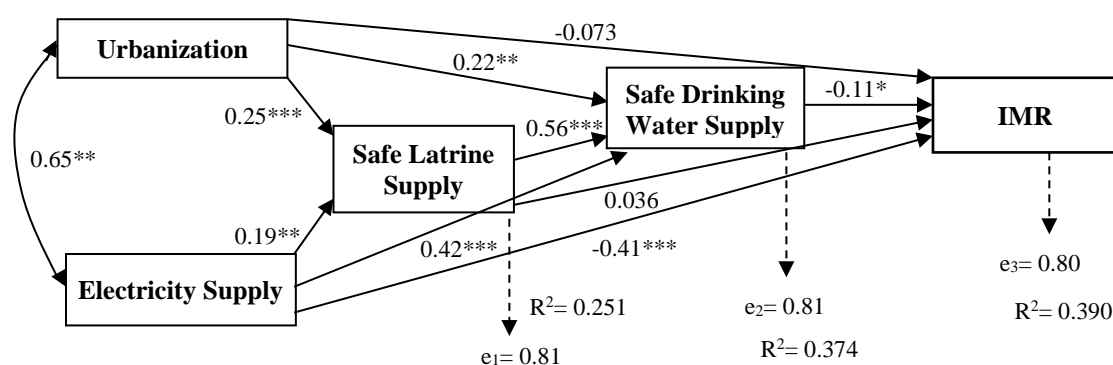 Urbanization
-0.073
0.22**
Safe Drinking
Water Supply
-0.11*
IMR
0.25***
0.56***
0.65**
Safe Latrine
Supply
0.036
0.19**
0.42***
-0.41***
Electricity Supply
e₃= 0.80
R²= 0.251
e₂= 0.81
R²= 0.390
e₁= 0.81
R²= 0.374